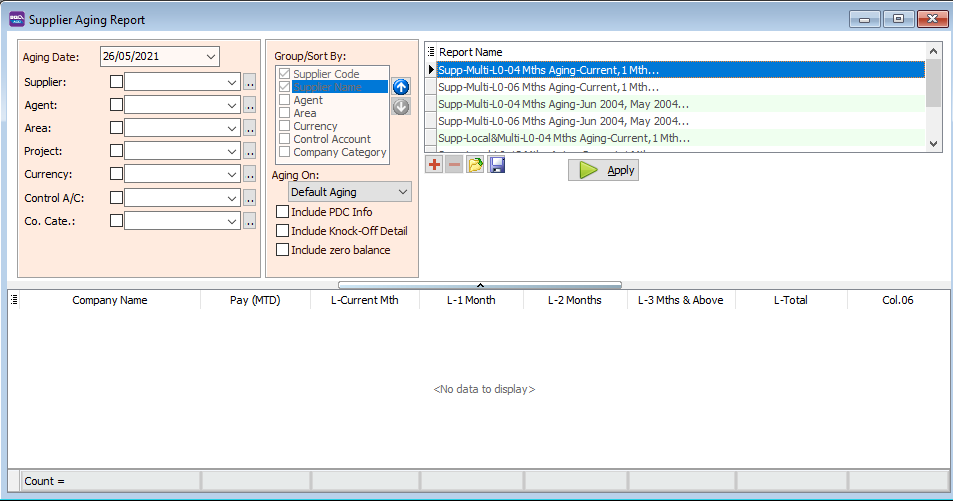 Supplier Aging Report
Aging Date: 26/05/2021
Supplier:
Agent:
Area:
Project:
Currency:
Control A/C:
Co. Cate.:
Group/Sort By:
Supplier Code
Supplier Name
Agent
Area
Currency
Control Account
Company Category
Aging On:
Default Aging
Include PDC Info
Include Knock-Off Detail
Include zero balance
Report Name
Supp-Multi-L0-04 Mths Aging-Current,1 Mth...
Supp-Multi-L0-06 Mths Aging-Current,1 Mth...
Supp-Multi-L0-04 Mths Aging-Jun 2004, May 2004...
Supp-Multi-L0-06 Mths Aging-Jun 2004, May 2004...
Supp-Local&Multi-L0-04 Mths Aging-Current,1 Mth...
Apply
Company Name Pay (MTD) L-Current Mth L-1 Month L-2 Months L-3 Mths & Above L-Total Col.06
<No data to display>
Count =